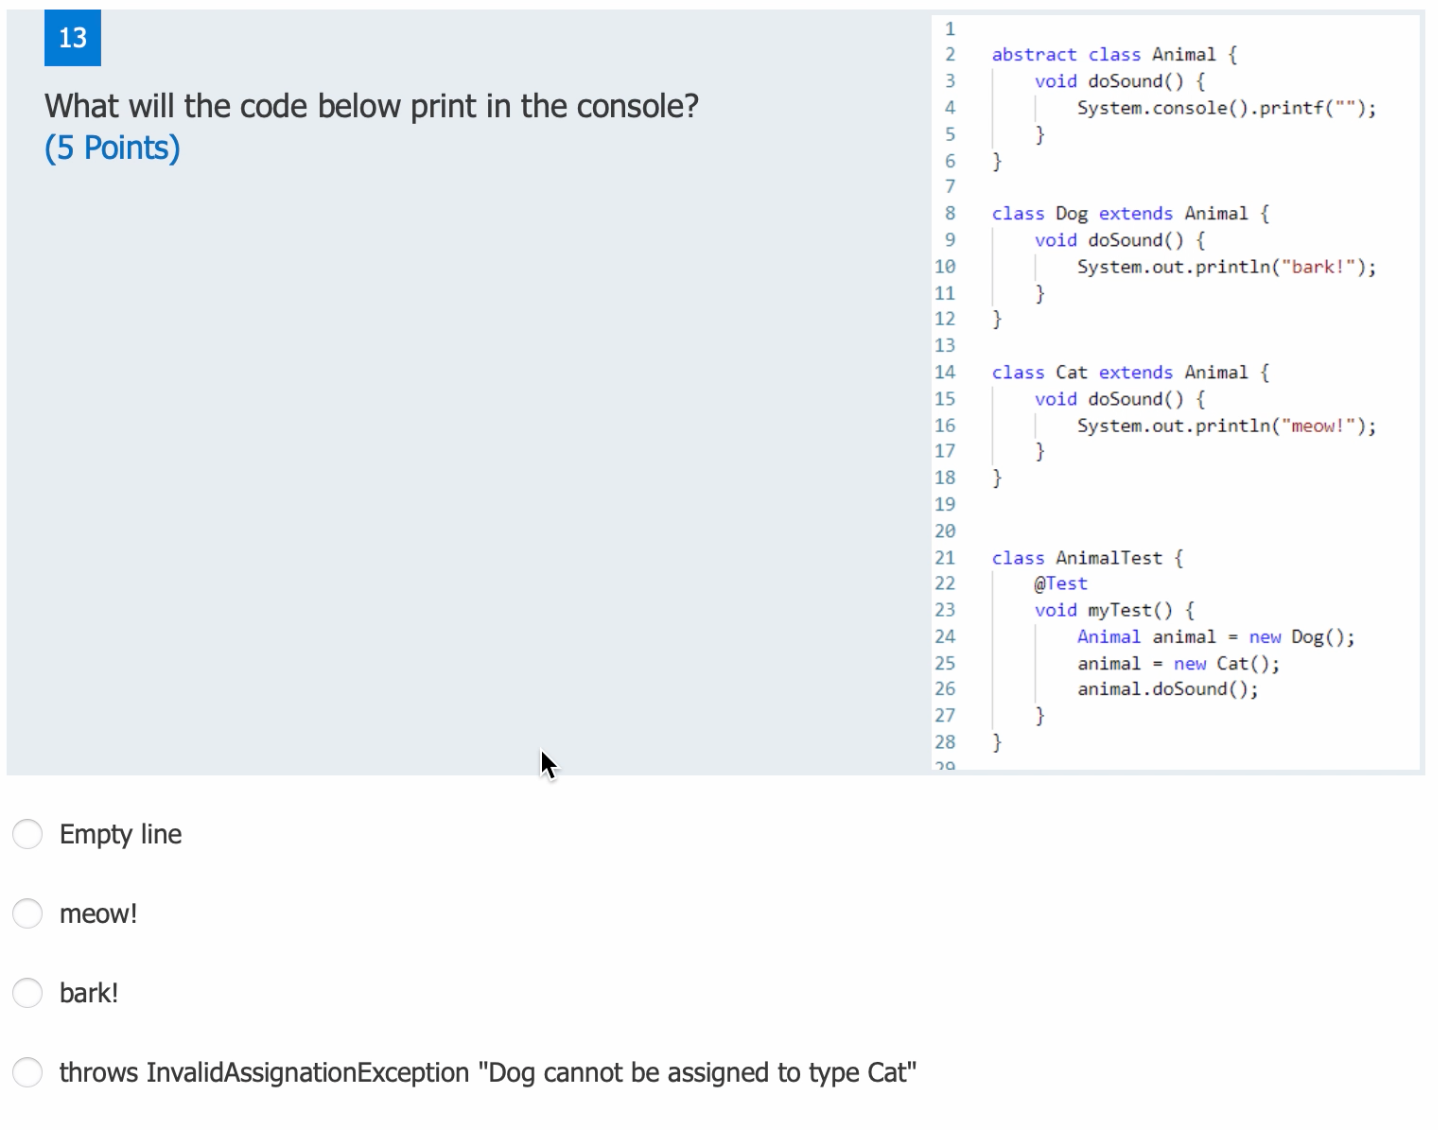 13
What will the code below print in the console?
(5 Points)
1
2 abstract class Animal {
3 void doSound() {
4 System.console().printf("");
5 }
6 }
7
8 class Dog extends Animal {
9 void doSound() {
10 System.out.println("bark!");
11 }
12 }
13
14 class Cat extends Animal {
15 void doSound() {
16 System.out.println("meow!");
17 }
18 }
19
20
21 class AnimalTest {
22 @Test
23 void myTest() {
24 Animal animal = new Dog();
25 animal = new Cat();
26 animal.doSound();
27 }
28 }
29
Empty line
meow!
bark!
throws InvalidAssignationException "Dog cannot be assigned to type Cat"